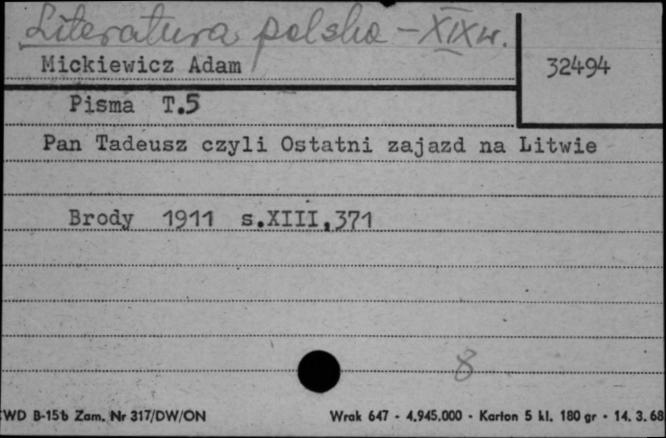 Literatura polska - XIX w.
Mickiewicz Adam
32494
Pisma T.5
Pan Tadeusz czyli Ostatni zajazd na Litwie
Brody 1911 s.XIII,371
8
WD B-15b Zam. Nr 317/DW/ON
Wrak 647 - 4.945.000 - Karton 5 kl. 180 gr - 14. 3. 68